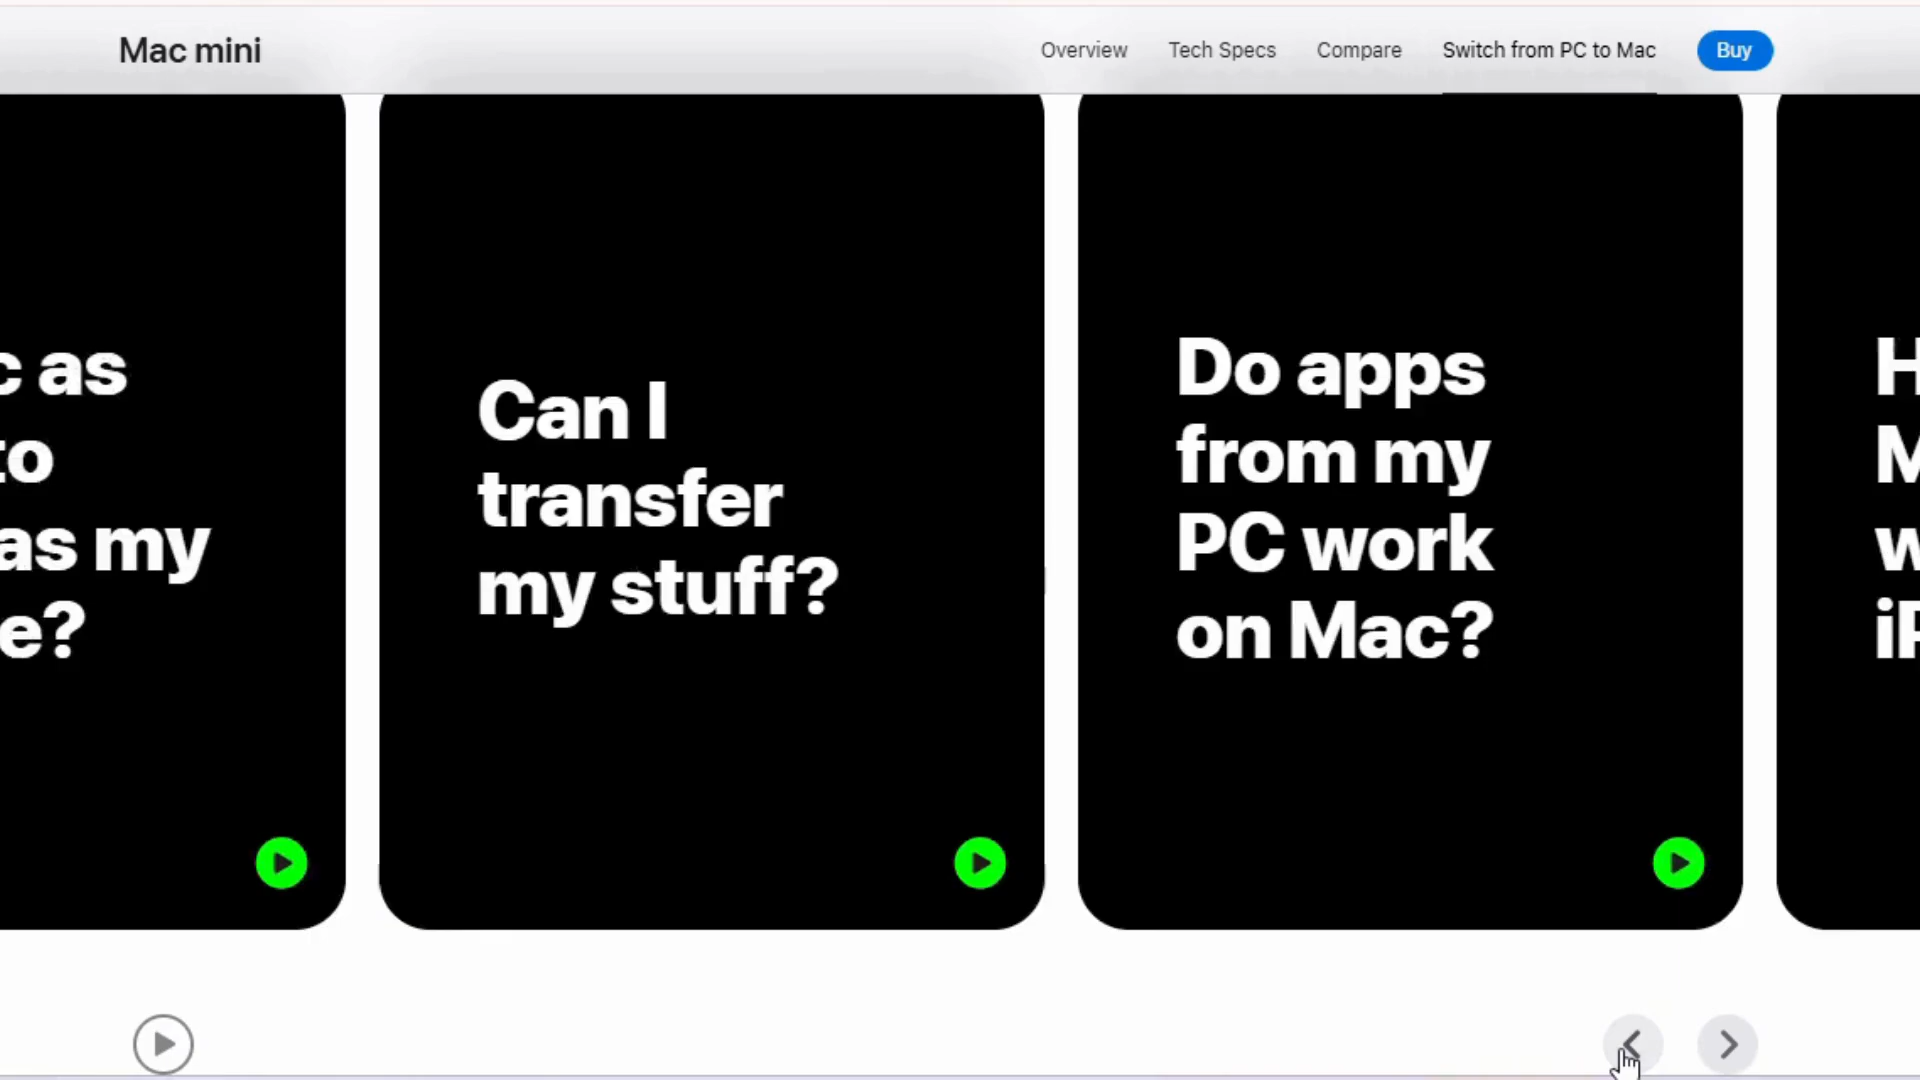 Mac mini
Overview
Tech Specs
Compare
Switch from PC to Mac
Buy
as
to
as my
e?
Can I
transfer
my stuff?
Do apps
from my
PC work
on Mac?